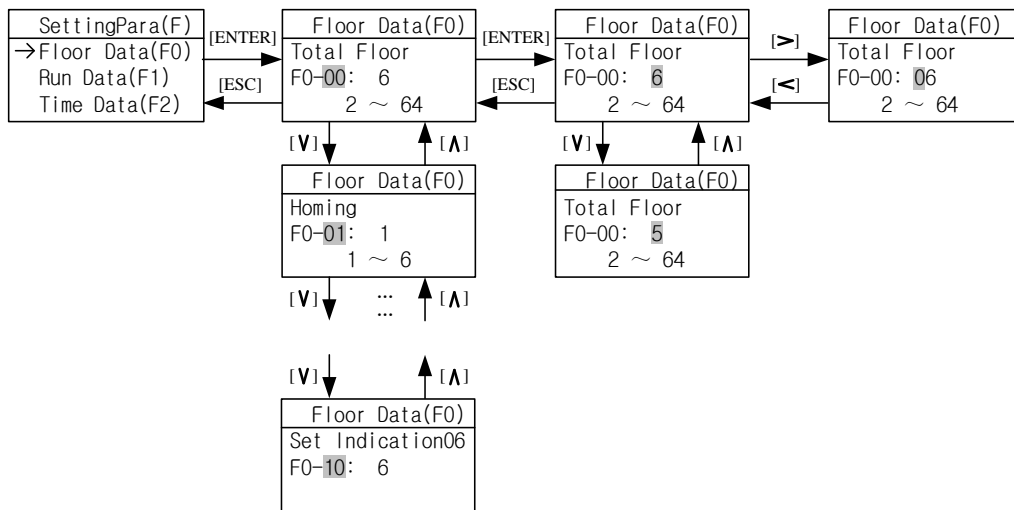 SettingPara(F)
→Floor Data(F0)
Run Data(F1)
Time Data(F2)
[ENTER]
[ESC]
Floor Data(F0)
Total Floor
F0-00: 6
2 ~ 64
[ENTER]
[ESC]
Floor Data(F0)
Total Floor
F0-00: 6
2 ~ 64
[>]
[<]
Floor Data(F0)
Total Floor
F0-00: 06
2 ~ 64
[∨]
[∧]
[∨]
[∧]
Floor Data(F0)
Homing
F0-01: 1
1 ~ 6
Floor Data(F0)
Total Floor
F0-00: 5
2 ~ 64
[∨]
...
...
[∧]
[∨]
[∧]
Floor Data(F0)
Set Indication06
F0-10: 6